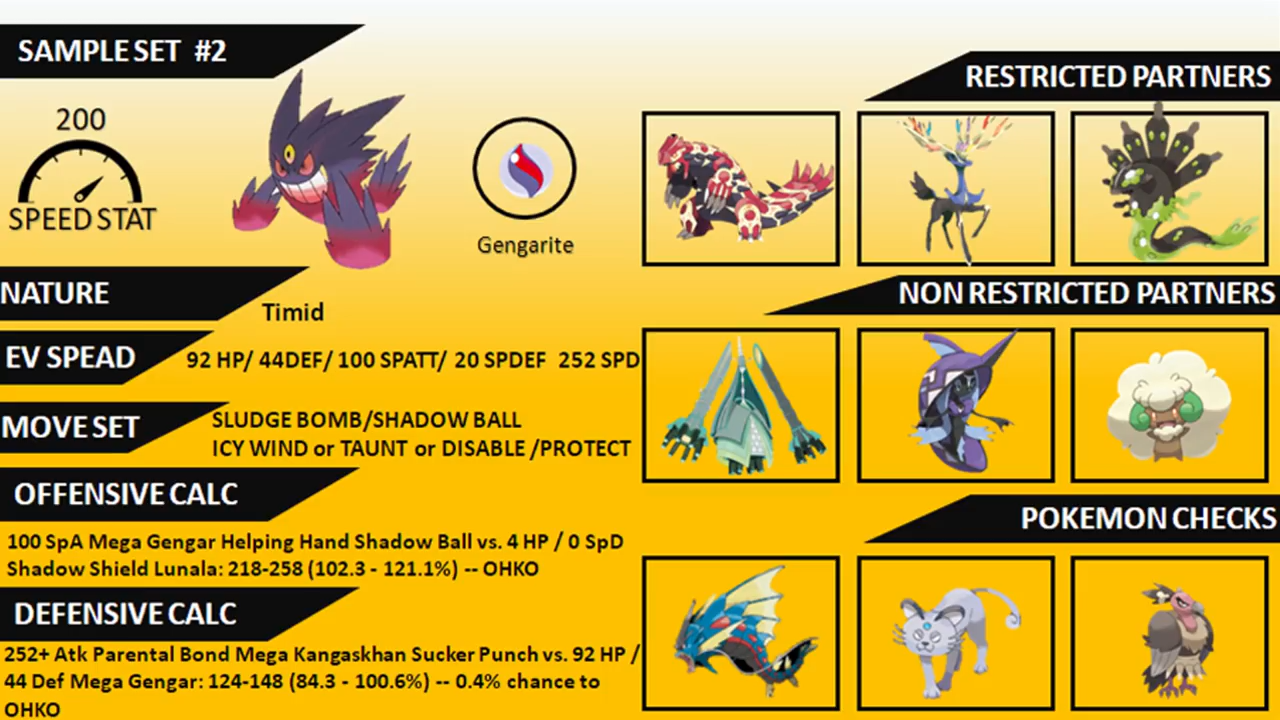 SAMPLE SET #2
200
SPEED STAT
Gengarite
NATURE
Timid
EV SPEAD
92 HP/ 44DEF/ 100 SPATT/ 20 SPDEF 252 SPD
MOVE SET
SLUDGE BOMB/SHADOW BALL
ICY WIND or TAUNT or DISABLE /PROTECT
OFFENSIVE CALC
100 SpA Mega Gengar Helping Hand Shadow Ball vs. 4 HP / 0 SpD
Shadow Shield Lunala: 218-258 (102.3 - 121.1%) -- OHKO
DEFENSIVE CALC
252+ Atk Parental Bond Mega Kangaskhan Sucker Punch vs. 92 HP /
44 Def Mega Gengar: 124-148 (84.3 - 100.6%) -- 0.4% chance to
OHKO
RESTRICTED PARTNERS
NON RESTRICTED PARTNERS
POKEMON CHECKS